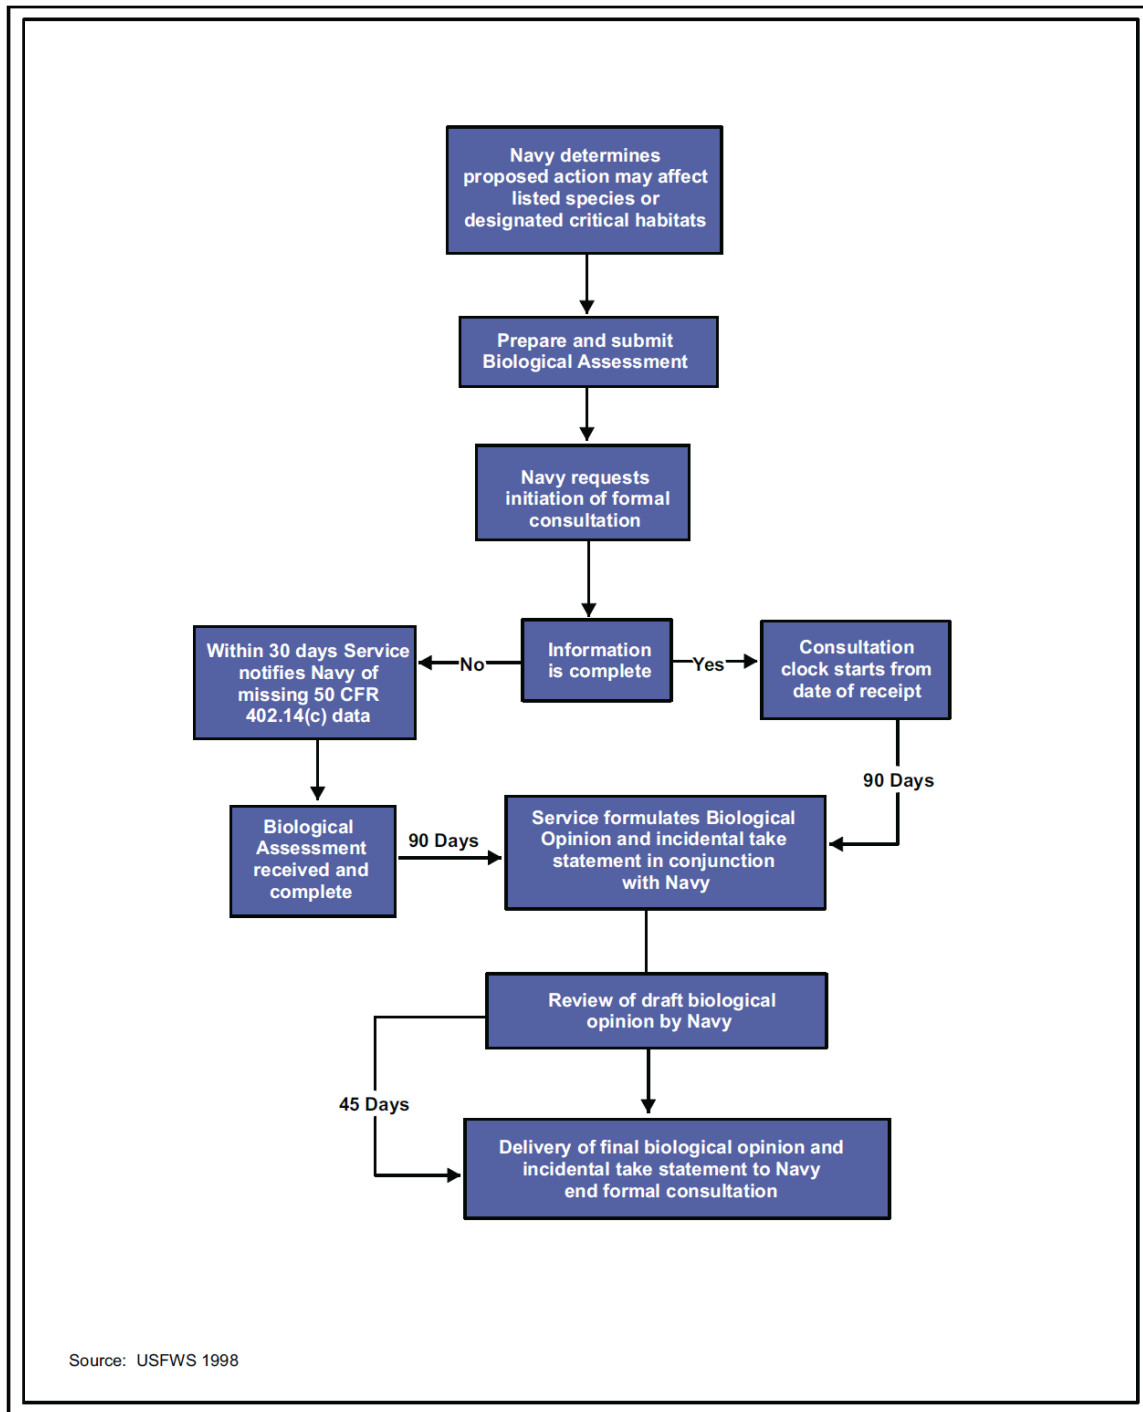 Navy determines
proposed action may affect
listed species or
designated critical habitats
Prepare and submit
Biological Assessment
Navy requests
initiation of formal
consultation
Information
is complete
No
Yes
Within 30 days Service
notifies Navy of
missing 50 CFR
402.14(c) data
Consultation
clock starts from
date of receipt
90 Days
Biological
Assessment
received and
complete
90 Days
Service formulates Biological
Opinion and incidental take
statement in conjunction
with Navy
Review of draft biological
opinion by Navy
45 Days
Delivery of final biological opinion and
incidental take statement to Navy
end formal consultation
Source: USFWS 1998